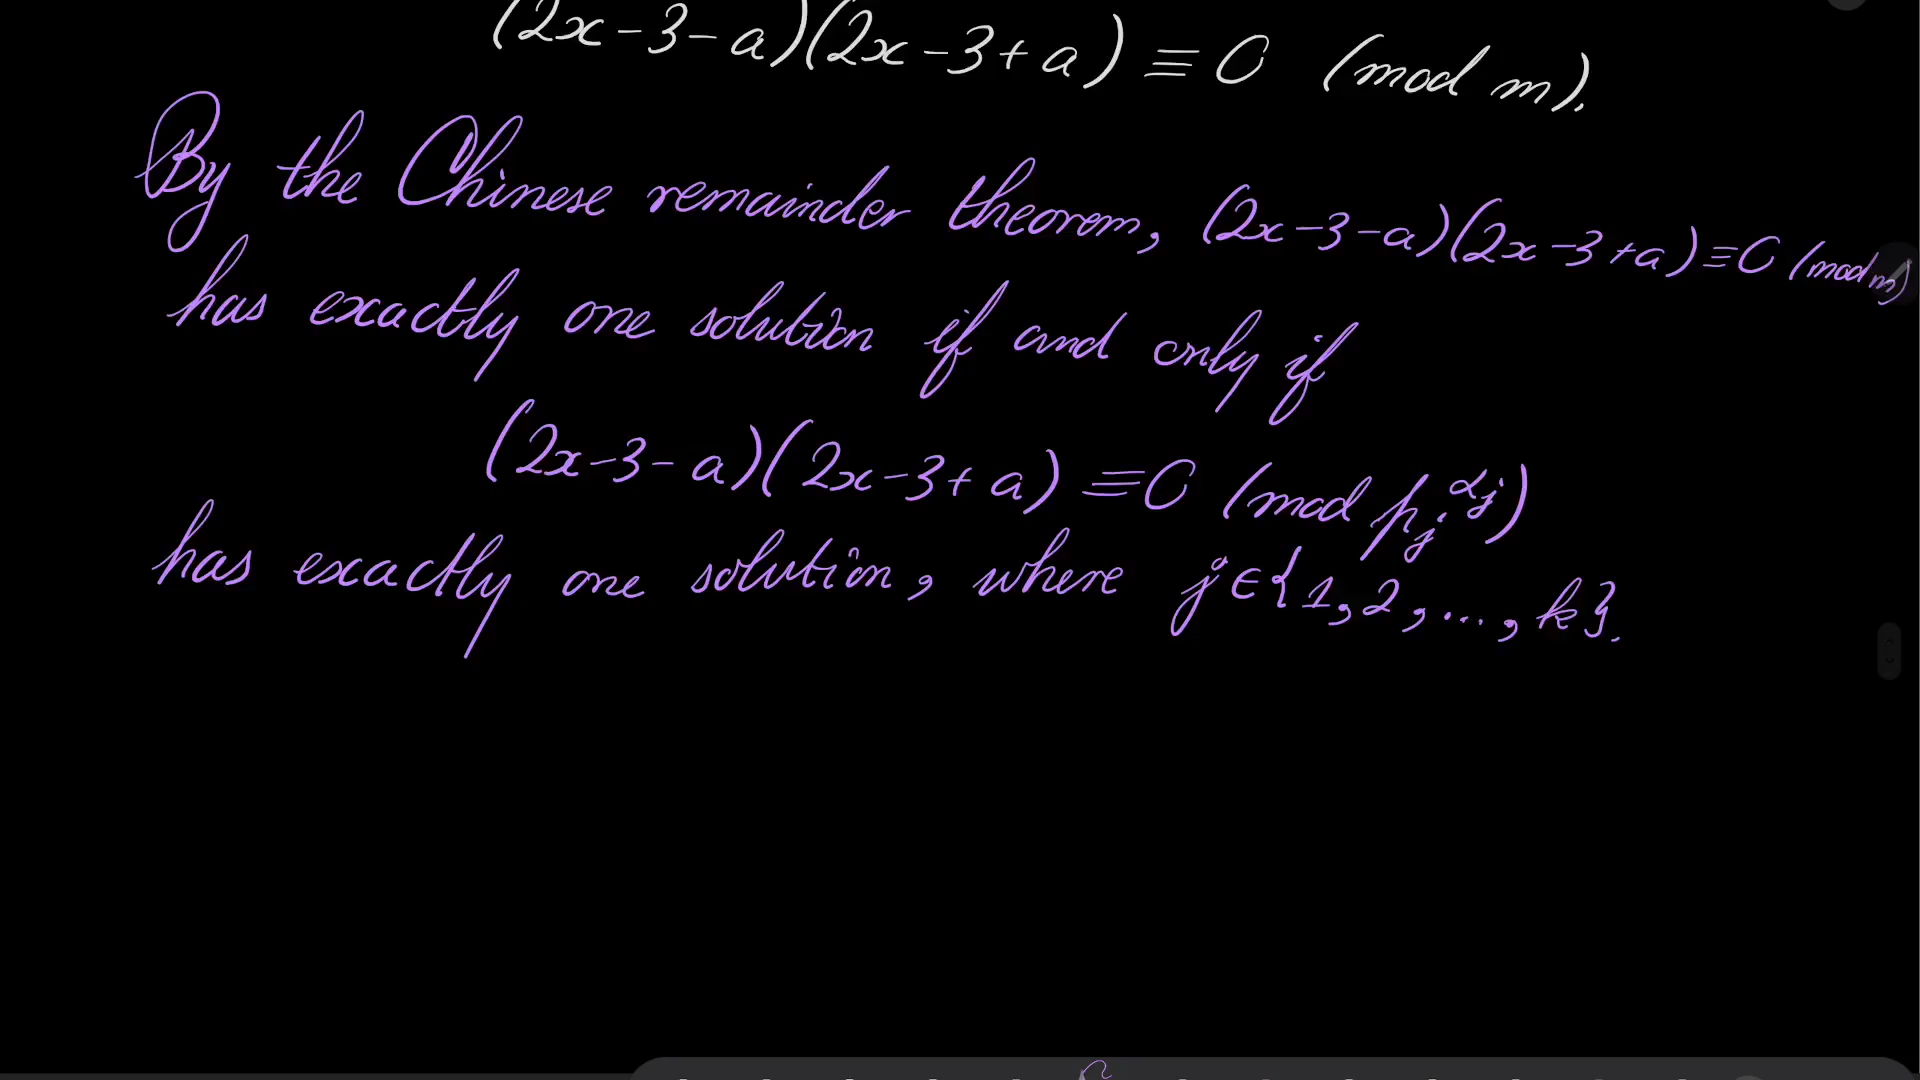 (2x-3-a)(2x-3+a) ≡ 0 (mod m).
By the Chinese remainder theorem, (2x-3-a)(2x-3+a) ≡ 0 (mod m)
has exactly one solution if and only if
(2x-3-a)(2x-3+a) ≡ 0 (mod p_j^{α_j})
has exactly one solution, where j∈{1,2,...,k}.